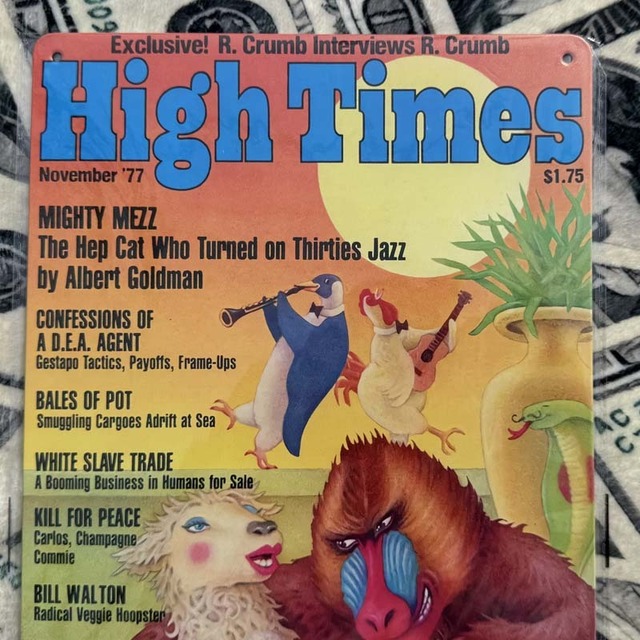 Exclusive! R. Crumb Interviews R. Crumb
High Times
November '77
$1.75
MIGHTY MEZZ
The Hep Cat Who Turned on Thirties Jazz
by Albert Goldman
CONFESSIONS OF
A D.E.A. AGENT
Gestapo Tactics, Payoffs, Frame-Ups
BALES OF POT
Smuggling Cargoes Adrift at Sea
WHITE SLAVE TRADE
A Booming Business in Humans for Sale
KILL FOR PEACE
Carlos, Champagne
Commie
BILL WALTON
Radical Veggie Hoopster